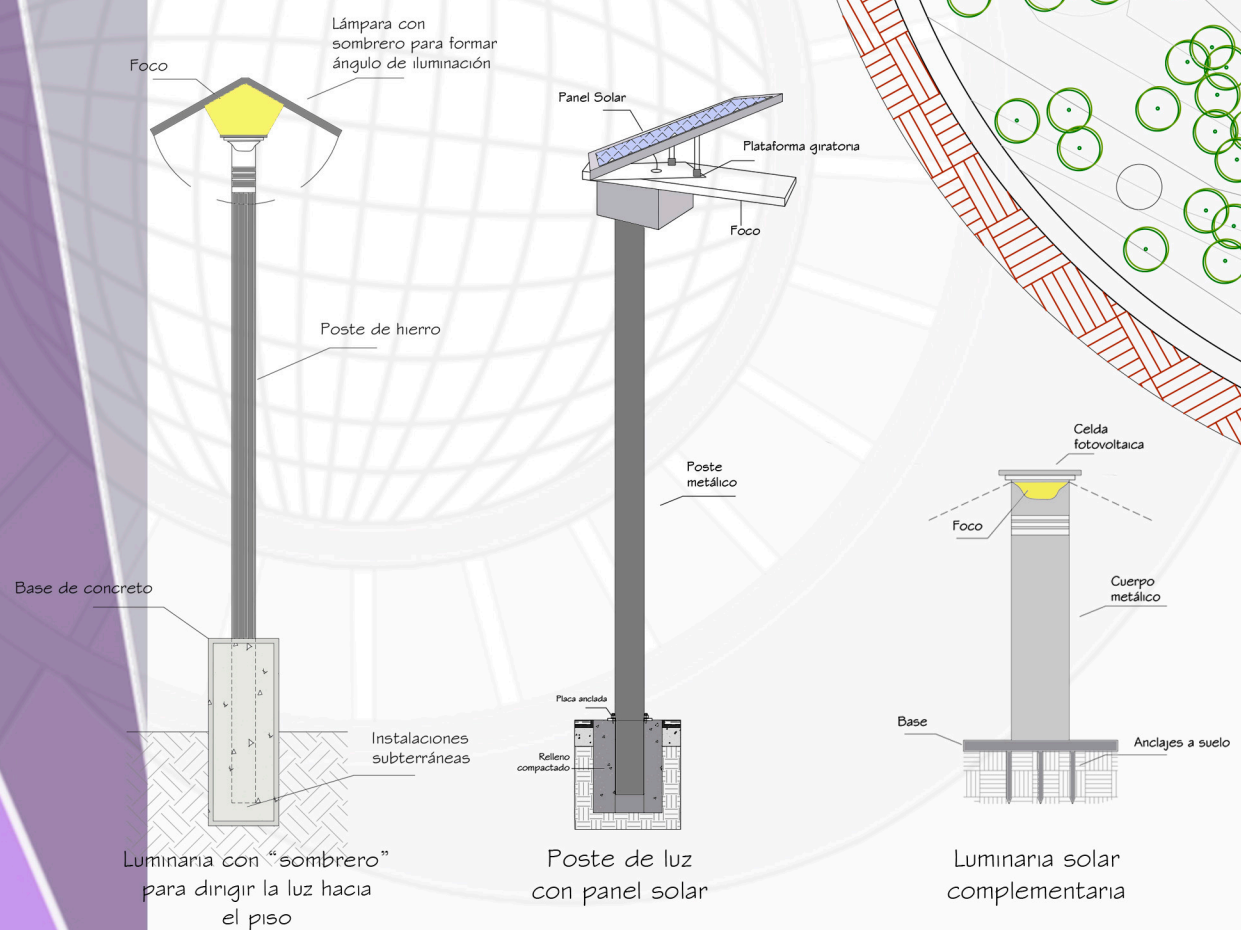 Foco
Lámpara con
sombrero para formar
ángulo de iluminación
Poste de hierro
Base de concreto
Instalaciones
subterráneas
Luminaria con “sombrero”
para dirigir la luz hacia
el piso
Panel Solar
Plataforma giratoria
Foco
Poste
metálico
Placa anclada
Relleno
compactado
Poste de luz
con panel solar
Celda
fotovoltaica
Foco
Cuerpo
metálico
Base
Anclajes a suelo
Luminaria solar
complementaria